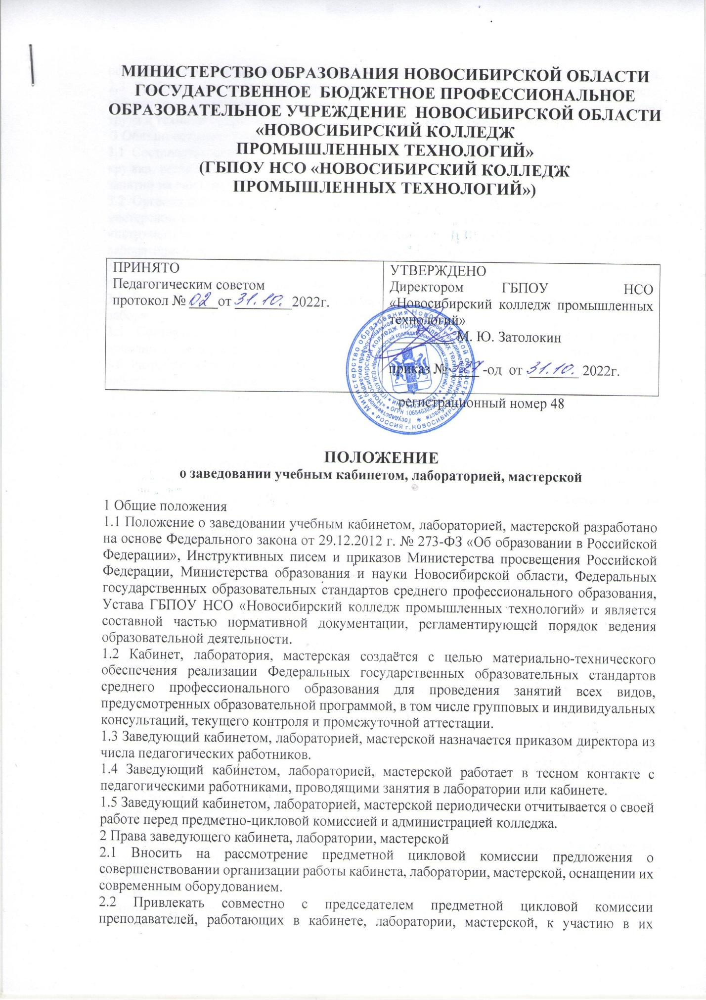 МИНИСТЕРСТВО ОБРАЗОВАНИЯ НОВОСИБИРСКОЙ ОБЛАСТИ
ГОСУДАРСТВЕННОЕ БЮДЖЕТНОЕ ПРОФЕССИОНАЛЬНОЕ
ОБРАЗОВАТЕЛЬНОЕ УЧРЕЖДЕНИЕ НОВОСИБИРСКОЙ ОБЛАСТИ
«НОВОСИБИРСКИЙ КОЛЛЕДЖ
ПРОМЫШЛЕННЫХ ТЕХНОЛОГИЙ»
(ГБПОУ НСО «НОВОСИБИРСКИЙ КОЛЛЕДЖ
ПРОМЫШЛЕННЫХ ТЕХНОЛОГИЙ»)
ПРИНЯТО
Педагогическим советом
протокол № 02 от 31.10. 2022г.
УТВЕРЖДЕНО
Директором ГБПОУ НСО
«Новосибирский колледж промышленных
технологий»
М. Ю. Затолокин
приказ № -од от 31.10. 2022г.
Министерство образования Новосибирской области
РОССИЯ г.НОВОСИБИРСК
регистрационный номер 48
ПОЛОЖЕНИЕ
о заведовании учебным кабинетом, лабораторией, мастерской
1 Общие положения
1.1 Положение о заведовании учебным кабинетом, лабораторией, мастерской разработано
на основе Федерального закона от 29.12.2012 г. № 273-ФЗ «Об образовании в Российской
Федерации», Инструктивных писем и приказов Министерства просвещения Российской
Федерации, Министерства образования и науки Новосибирской области, Федеральных
государственных образовательных стандартов среднего профессионального образования,
Устава ГБПОУ НСО «Новосибирский колледж промышленных технологий» и является
составной частью нормативной документации, регламентирующей порядок ведения
образовательной деятельности.
1.2 Кабинет, лаборатория, мастерская создаётся с целью материально-технического
обеспечения реализации Федеральных государственных образовательных стандартов
среднего профессионального образования для проведения занятий всех видов,
предусмотренных образовательной программой, в том числе групповых и индивидуальных
консультаций, текущего контроля и промежуточной аттестации.
1.3 Заведующий кабинетом, лабораторией, мастерской назначается приказом директора из
числа педагогических работников.
1.4 Заведующий кабинетом, лабораторией, мастерской работает в тесном контакте с
педагогическими работниками, проводящими занятия в лаборатории или кабинете.
1.5 Заведующий кабинетом, лабораторией, мастерской периодически отчитывается о своей
работе перед предметно-цикловой комиссией и администрацией колледжа.
2 Права заведующего кабинета, лаборатории, мастерской
2.1 Вносить на рассмотрение предметной цикловой комиссии предложения о
совершенствовании организации работы кабинета, лаборатории, мастерской, оснащении их
современным оборудованием.
2.2 Привлекать совместно с председателем предметной цикловой комиссии
преподавателей, работающих в кабинете, лаборатории, мастерской, к участию в их